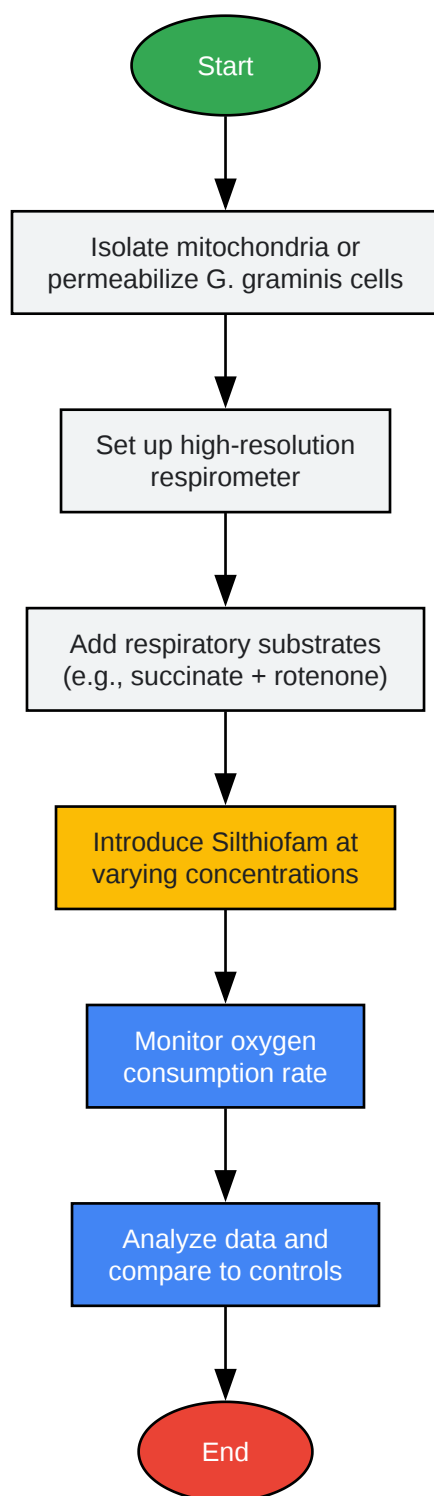 Start
Isolate mitochondria or
permeabilize G. graminis cells
Set up high-resolution
respirometer
Add respiratory substrates
(e.g., succinate + rotenone)
Introduce Silthiofam at
varying concentrations
Monitor oxygen
consumption rate
Analyze data and
compare to controls
End